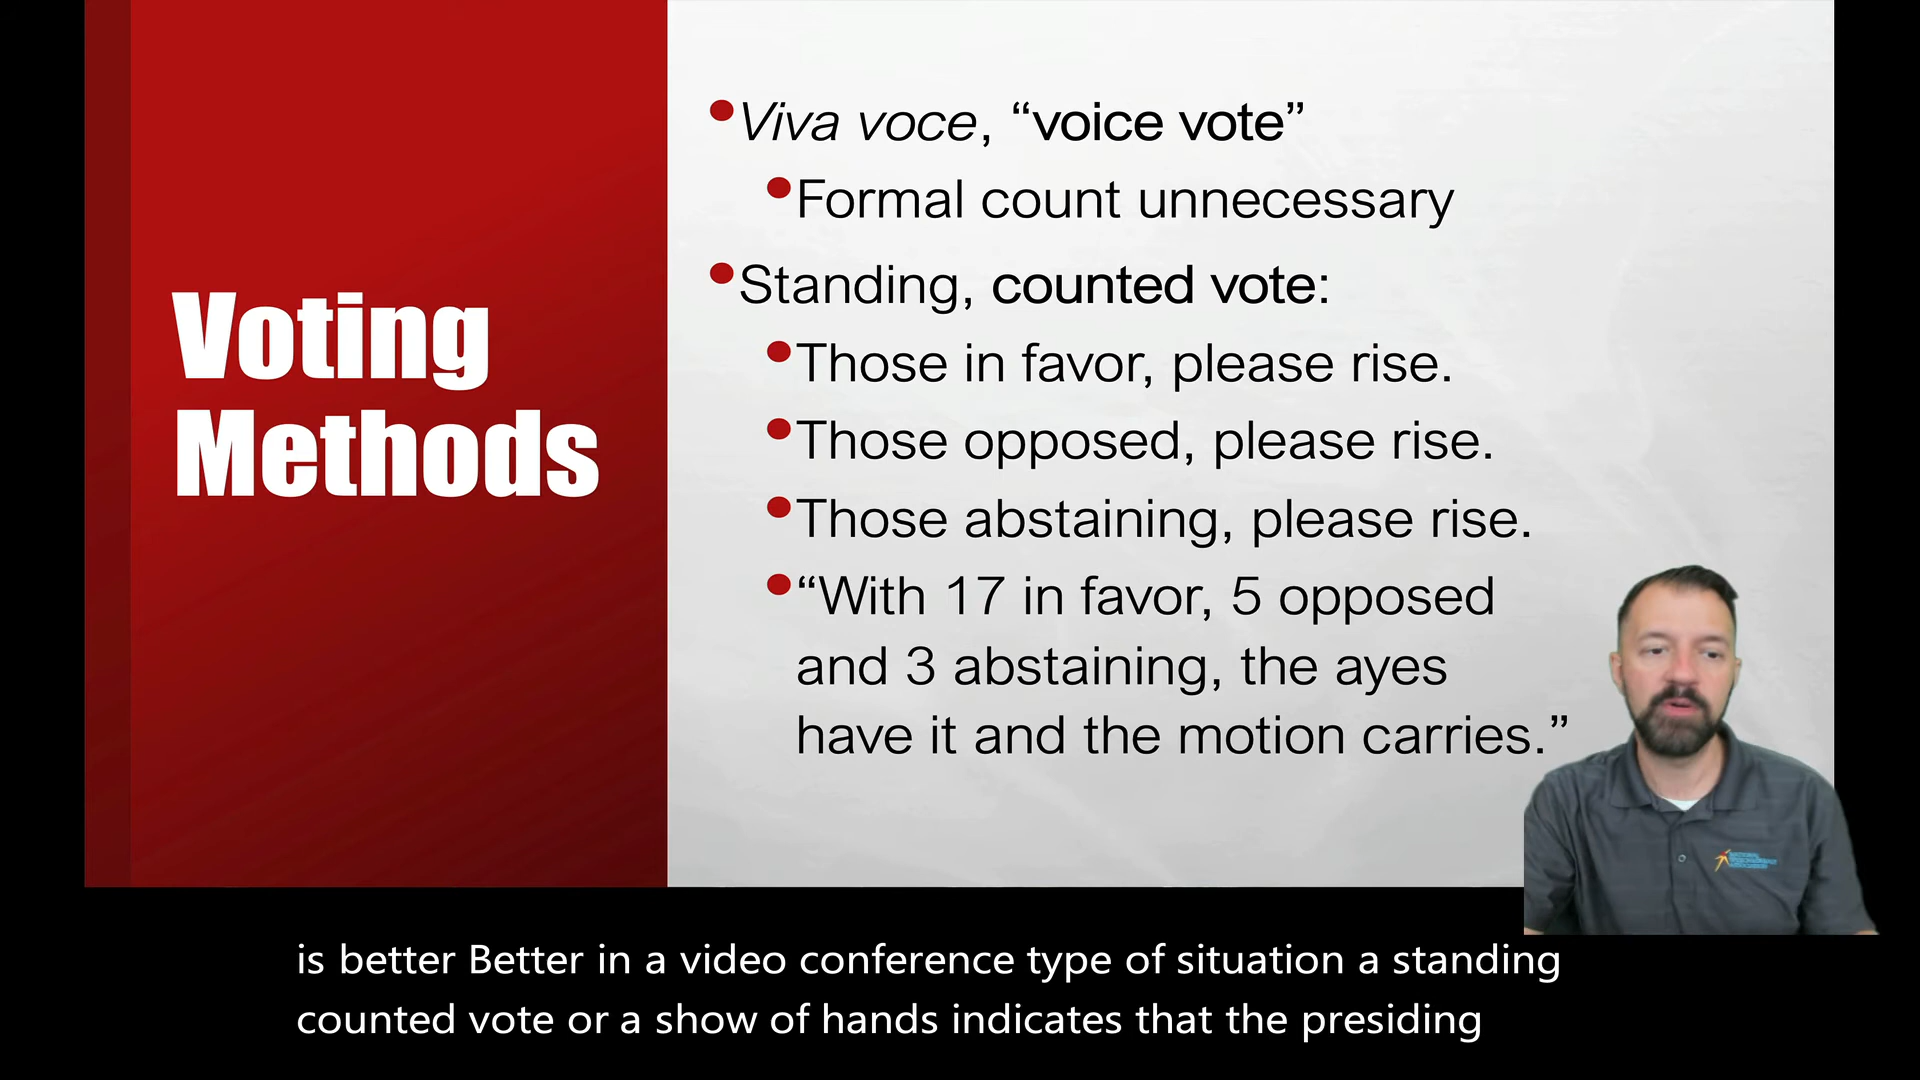 Voting
Methods
•Viva voce, “voice vote”
•Formal count unnecessary
•Standing, counted vote:
•Those in favor, please rise.
•Those opposed, please rise.
•Those abstaining, please rise.
•“With 17 in favor, 5 opposed
and 3 abstaining, the ayes
have it and the motion carries.”
is better Better in a video conference type of situation a standing
counted vote or a show of hands indicates that the presiding